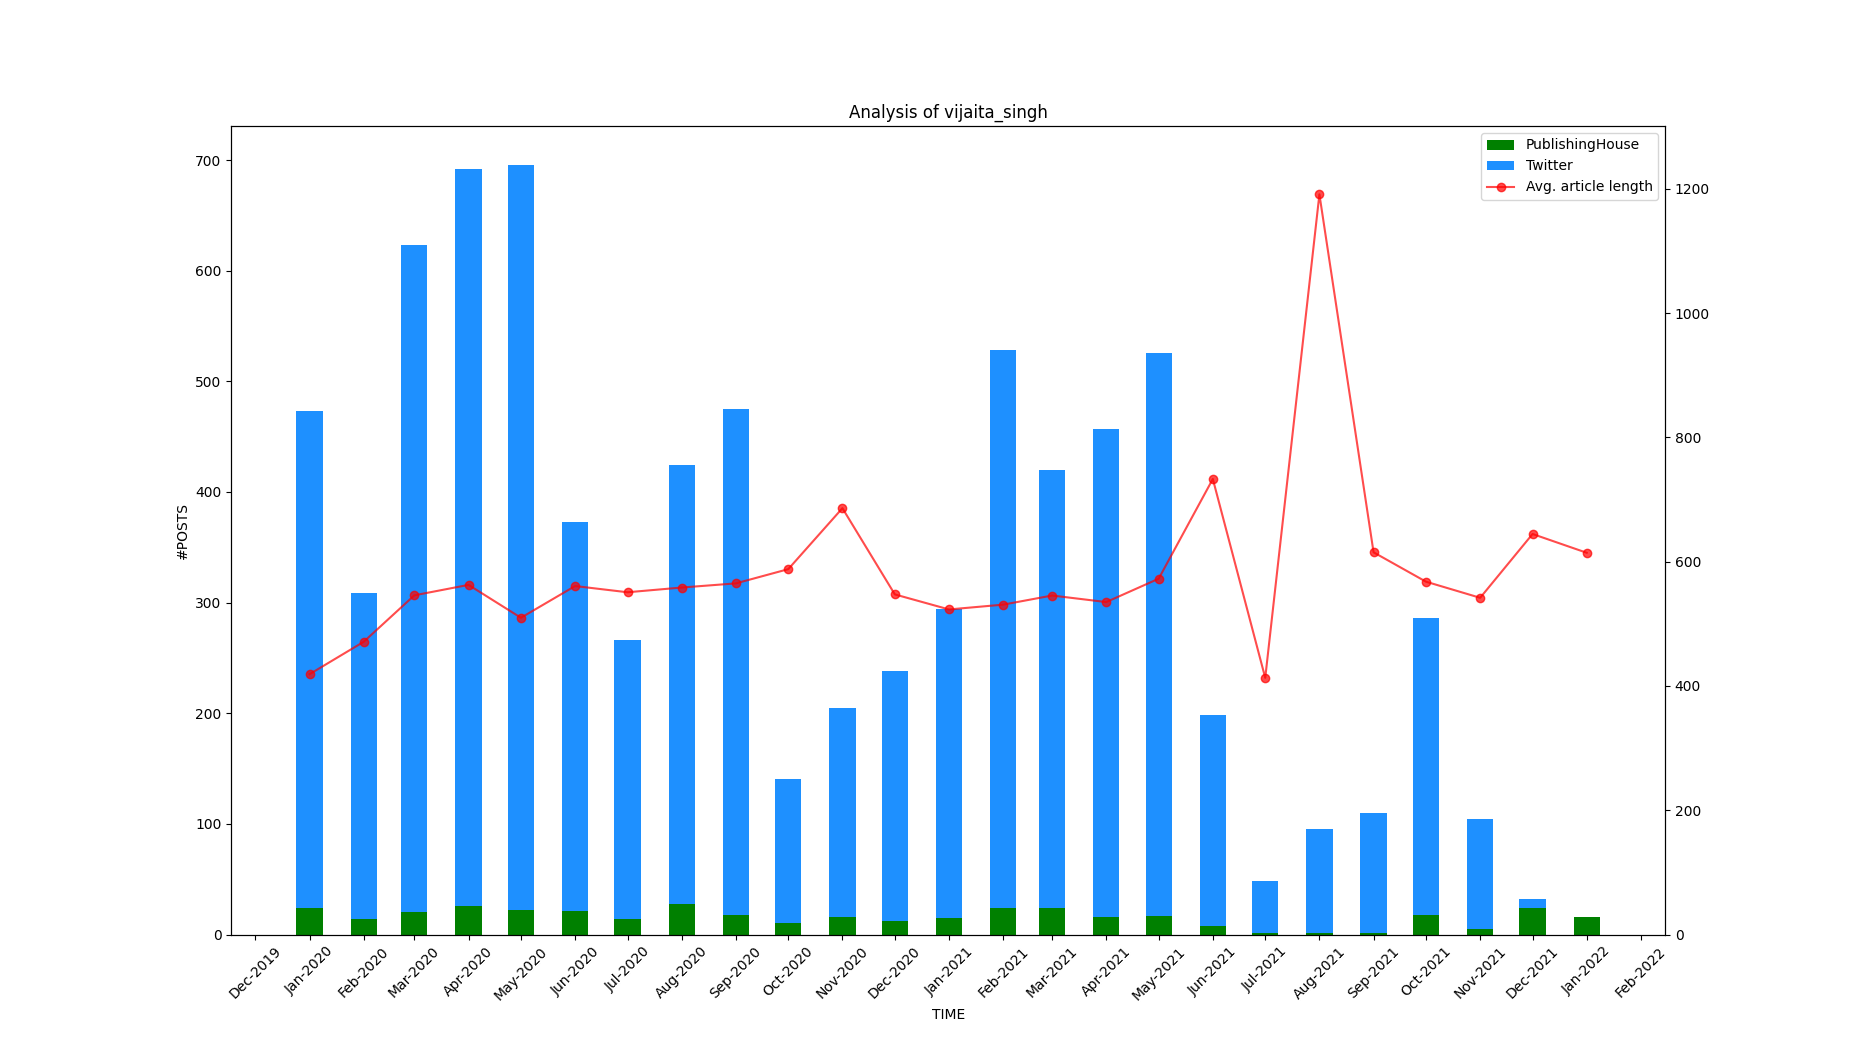 Analysis of vijaita_singh
PublishingHouse
Twitter
Avg. article length
700
600
500
400
300
200
100
0
#POSTS
1200
1000
800
600
400
200
0
Dec-2019
Jan-2020
Feb-2020
Mar-2020
Apr-2020
May-2020
Jun-2020
Jul-2020
Aug-2020
Sep-2020
Oct-2020
Nov-2020
Dec-2020
Jan-2021
Feb-2021
Mar-2021
Apr-2021
May-2021
Jun-2021
Jul-2021
Aug-2021
Sep-2021
Oct-2021
Nov-2021
Dec-2021
Jan-2022
Feb-2022
TIME